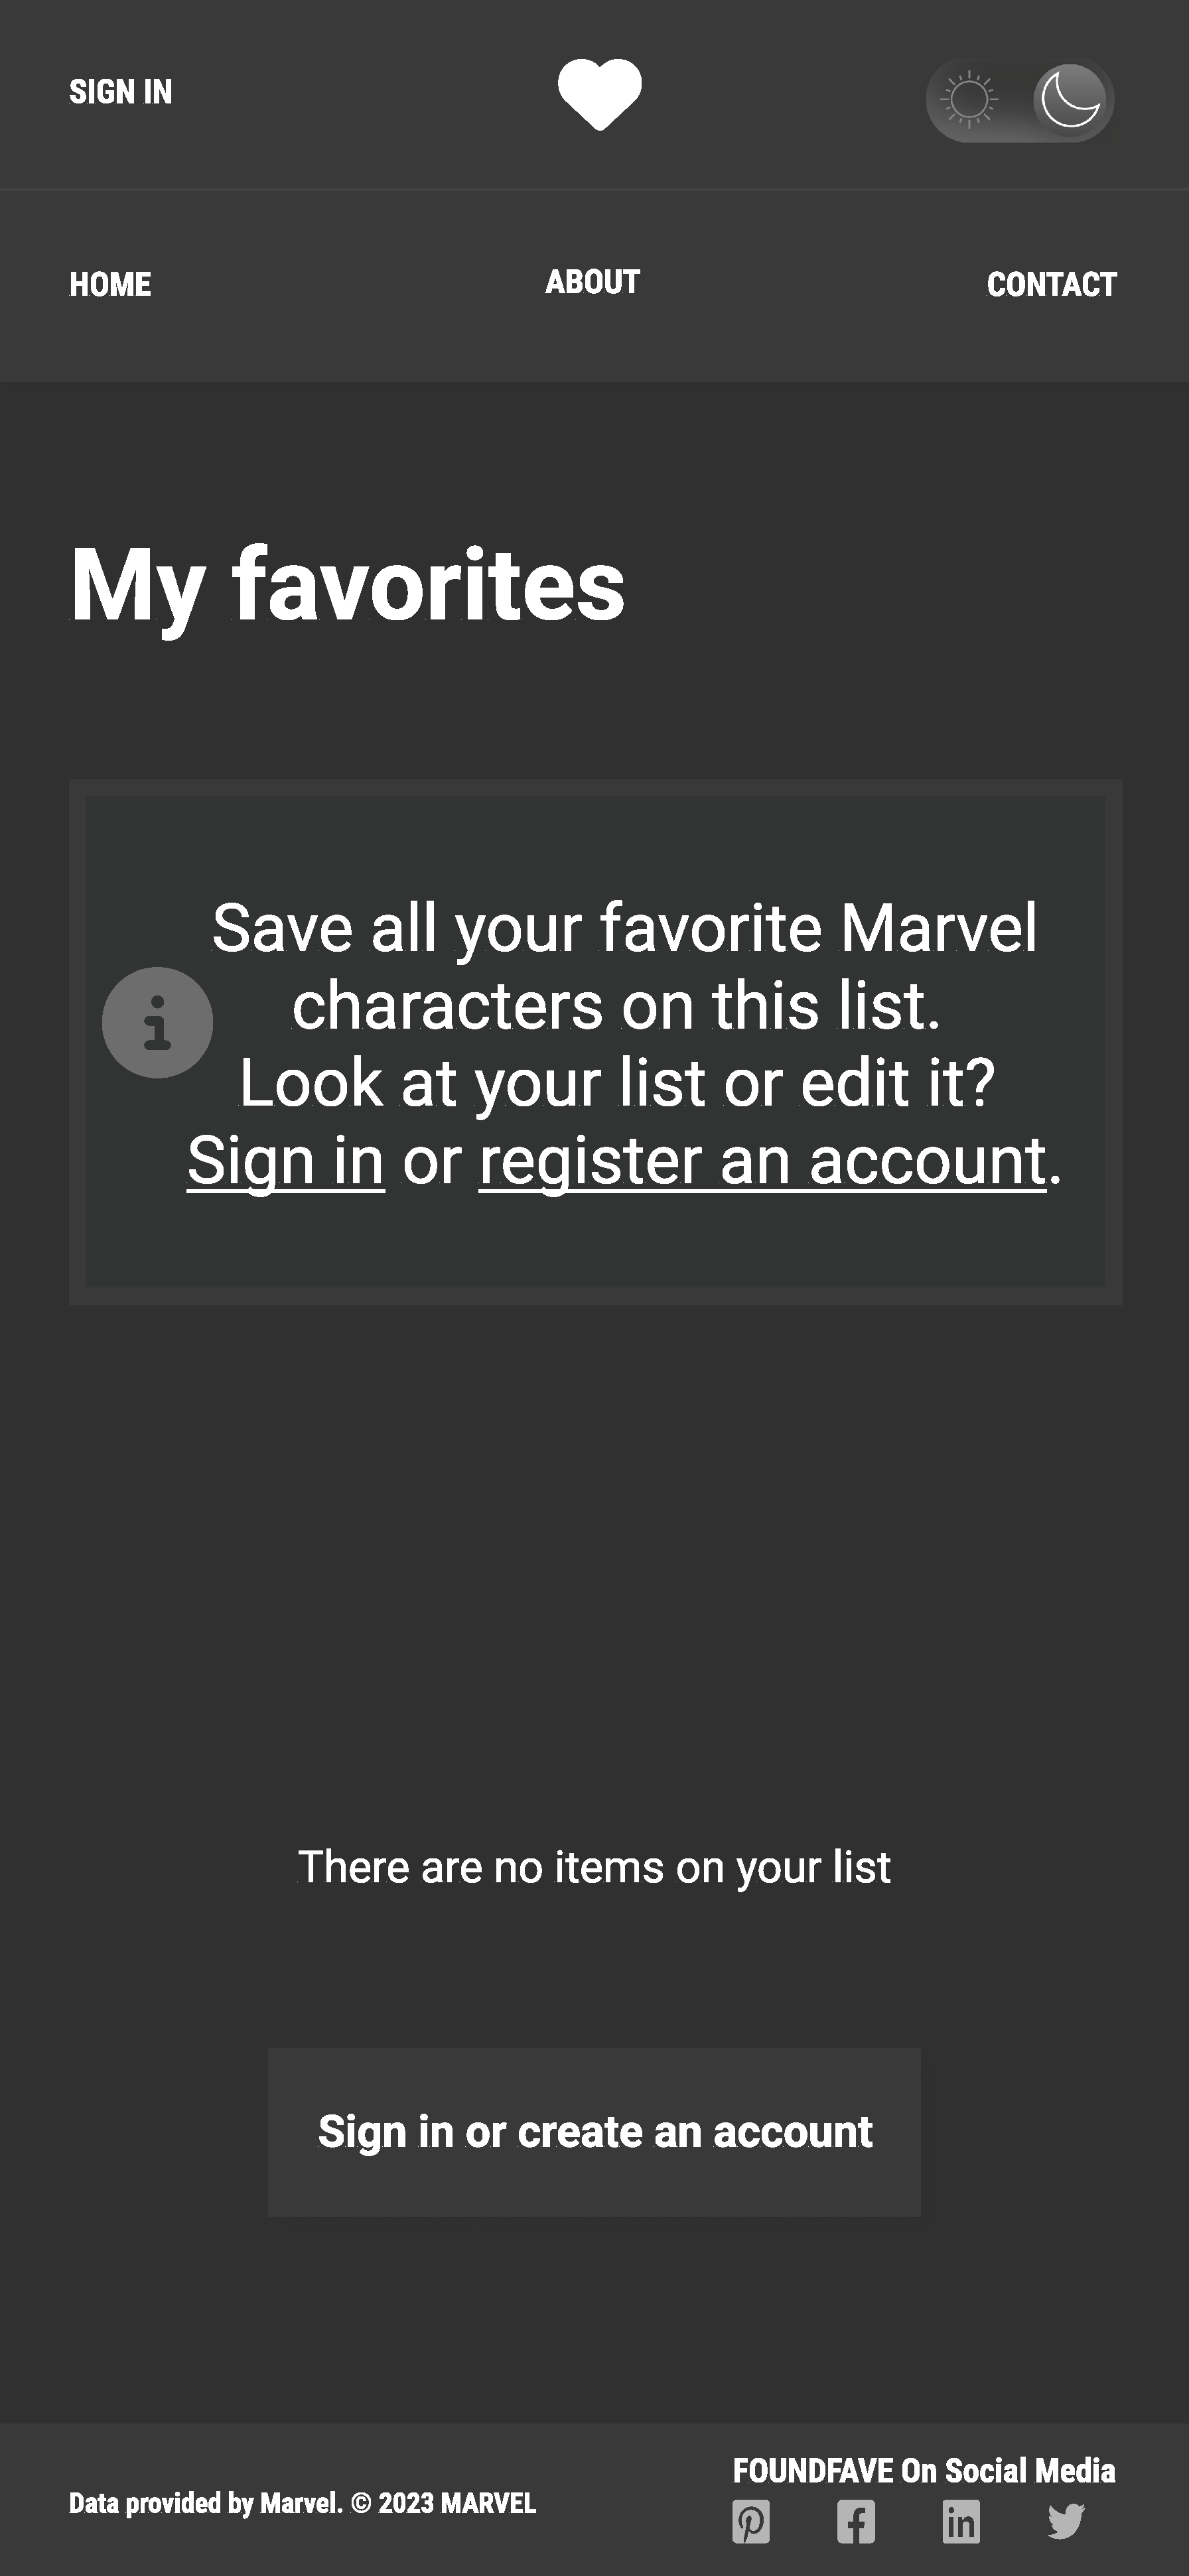 SIGN IN
HOME
ABOUT
CONTACT
My favorites
Save all your favorite Marvel
characters on this list.
Look at your list or edit it?
Sign in or register an account.
There are no items on your list
Sign in or create an account
FOUNDFAVE On Social Media
Data provided by Marvel. © 2023 MARVEL